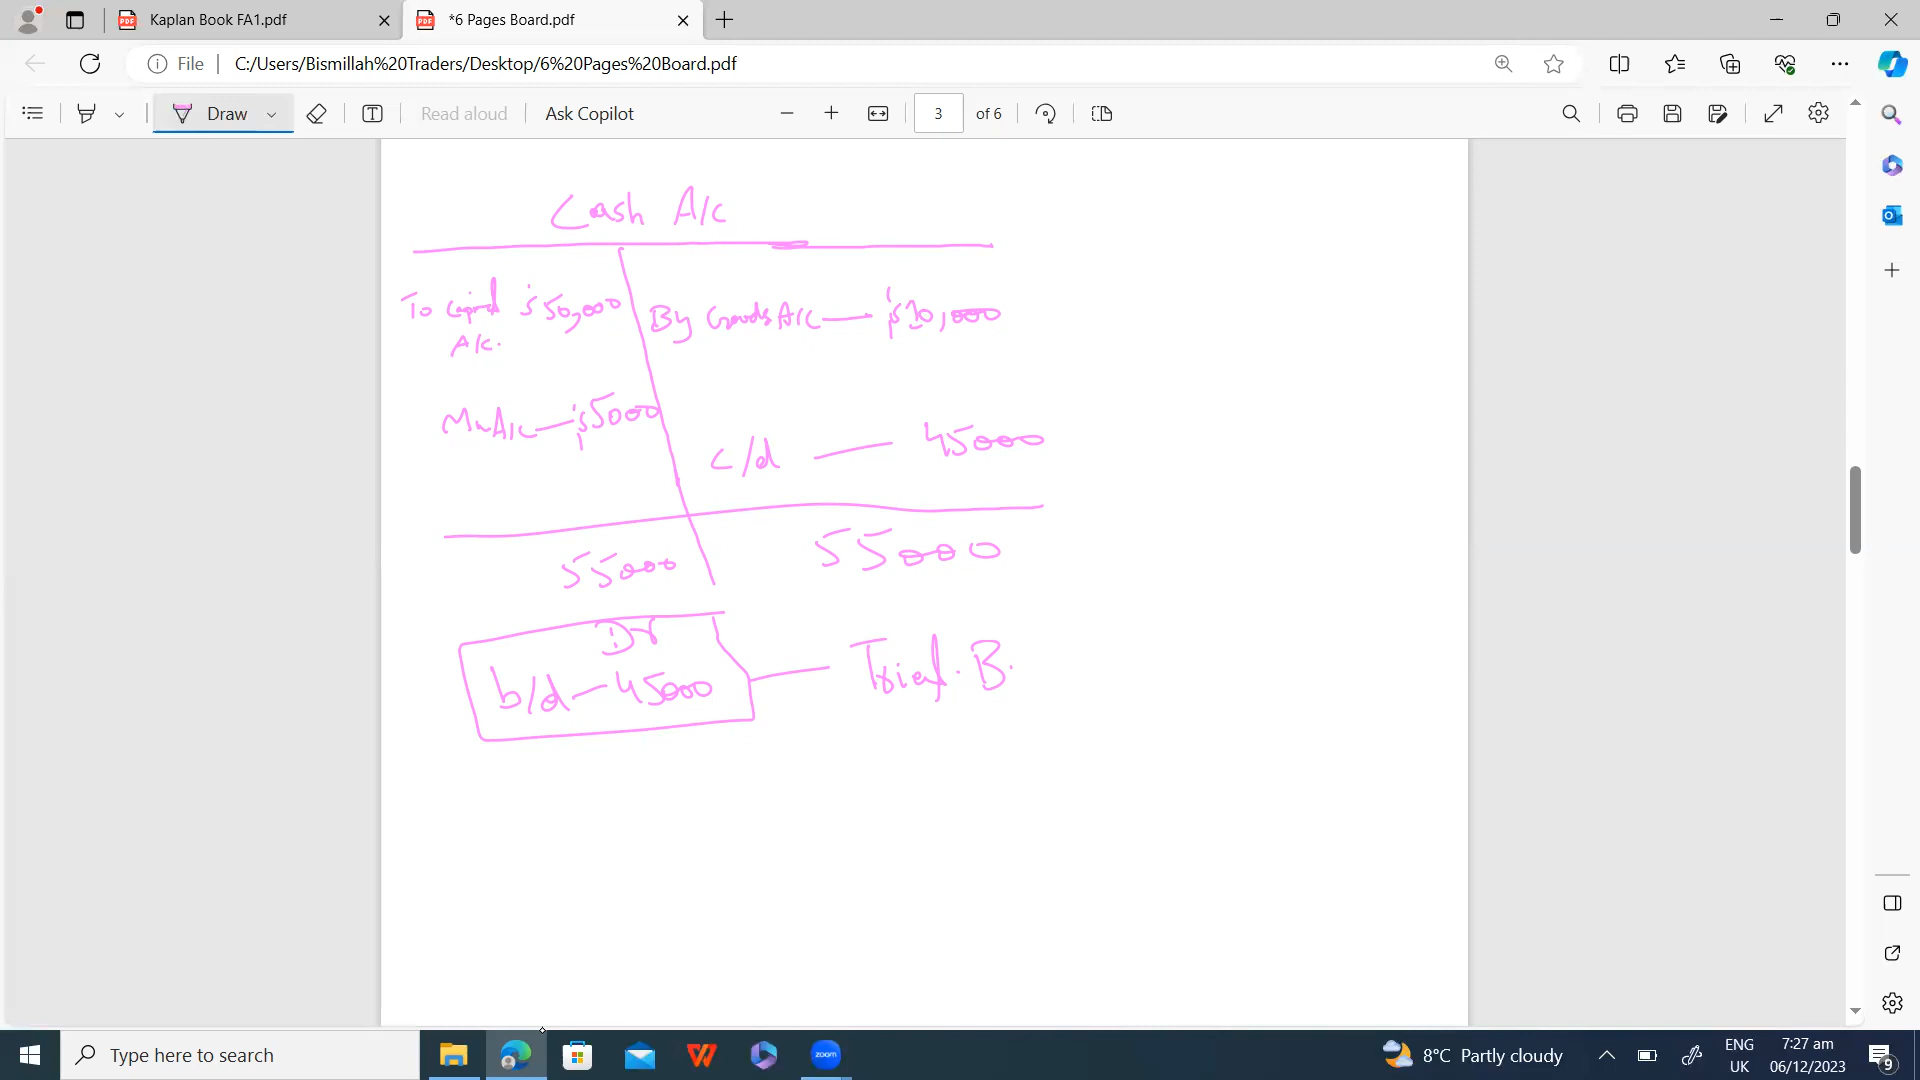 Kaplan Book FA1.pdf
*6 Pages Board.pdf
File
C:/Users/Bismillah%20Traders/Desktop/6%20Pages%20Board.pdf
Draw
Read aloud
Ask Copilot
3 of 6
Cash A/c
To Capital $50,000
A/c.
By Goods A/c — $10,000
A/c — $5000
c/d — 45000
55000
55000
Dr
b/d — 45000
Trial. B.
Type here to search
zoom
8°C Partly cloudy
ENG
UK
7:27 am
06/12/2023
9